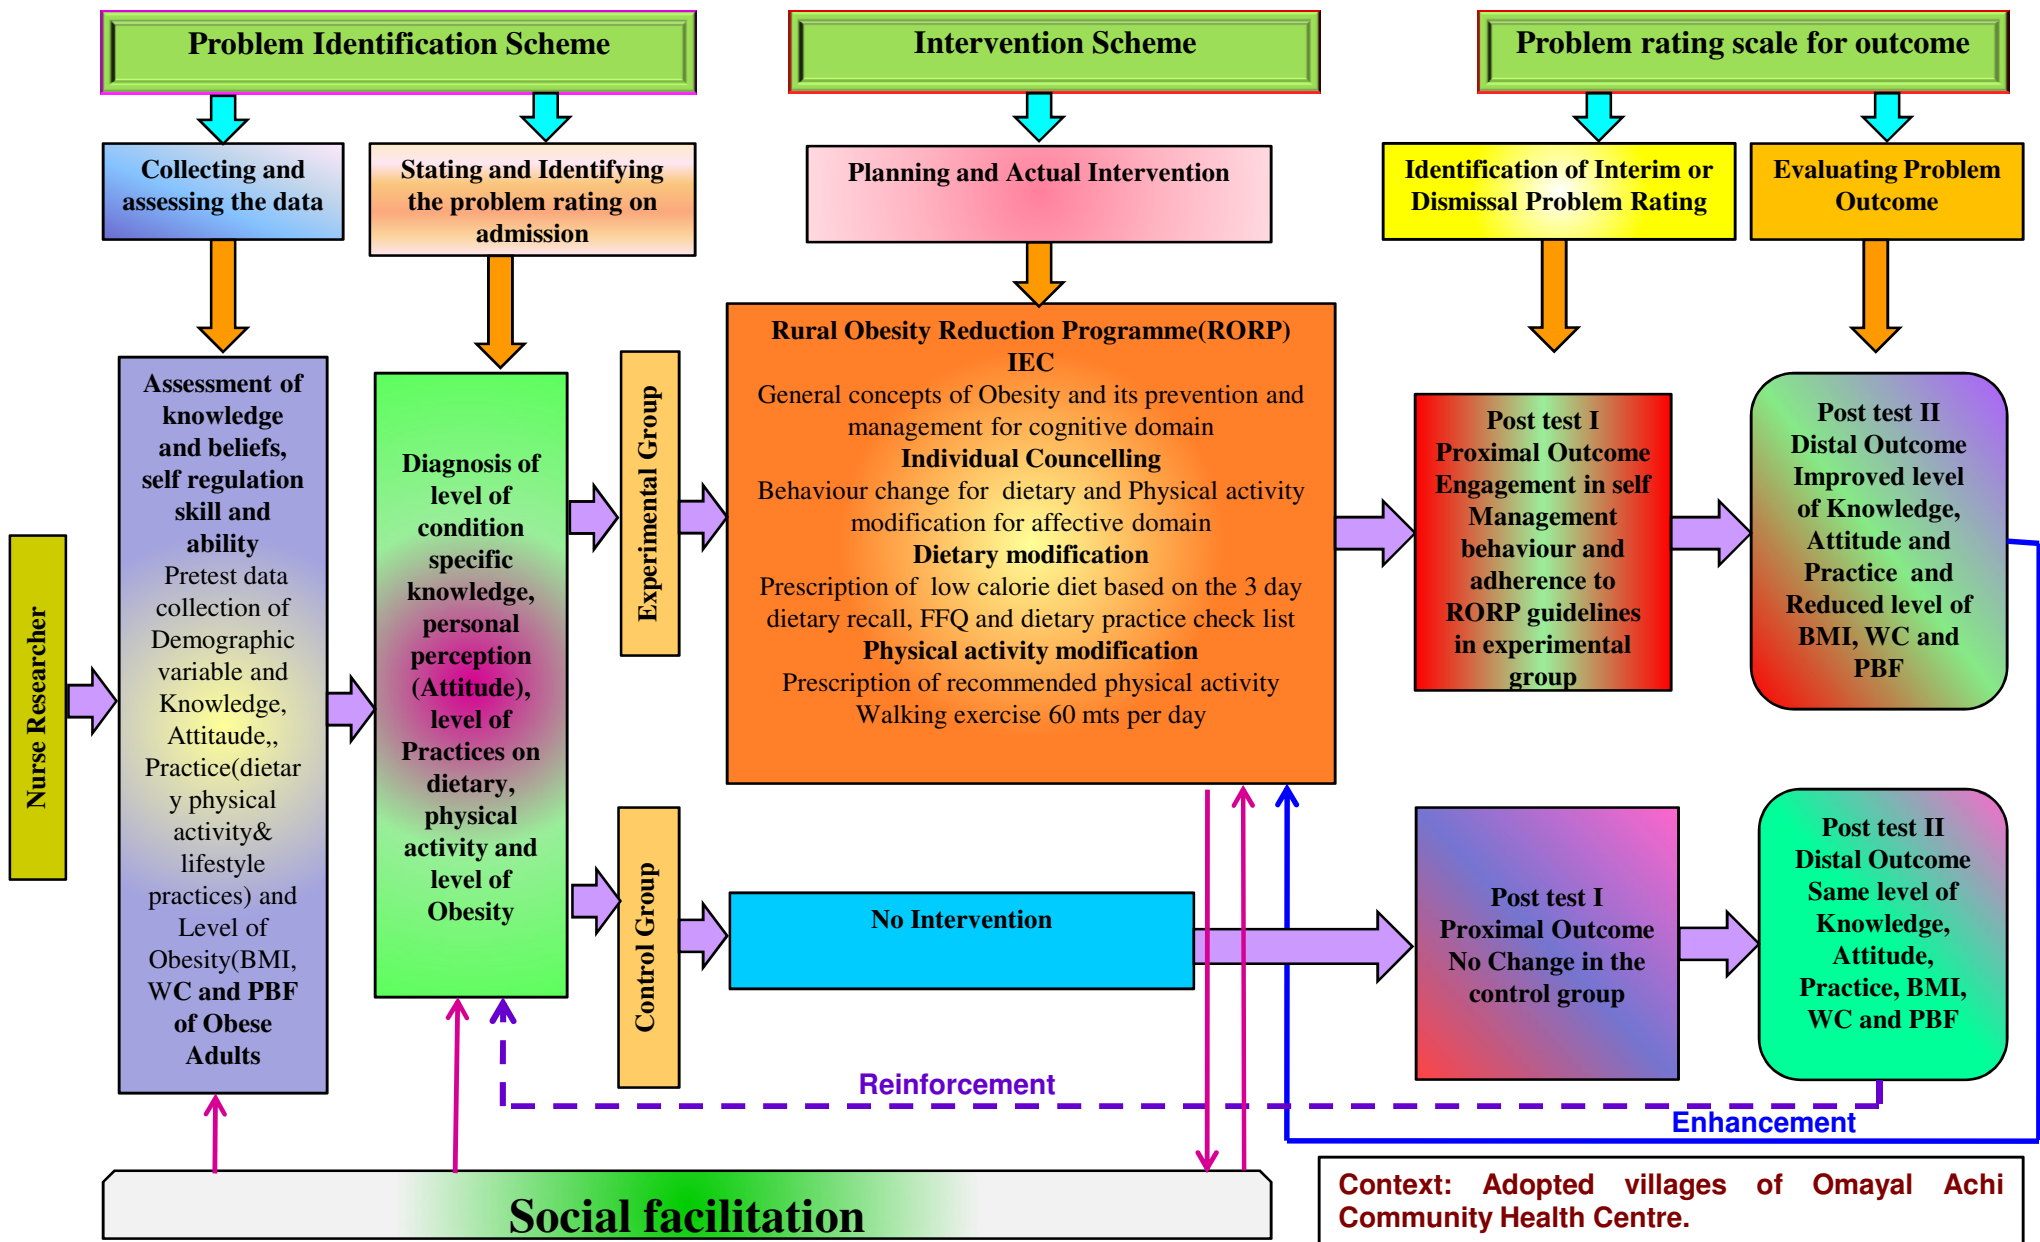 Problem Identification Scheme
Intervention Scheme
Problem rating scale for outcome
Collecting and
assessing the data
Stating and Identifying
the problem rating on
admission
Planning and Actual Intervention
Identification of Interim or
Dismissal Problem Rating
Evaluating Problem
Outcome
Nurse Researcher
Assessment of
knowledge
and beliefs,
self regulation
skill and
ability
Pretest data
collection of
Demographic
variable and
Knowledge,
Attitaude,,
Practice(dietar
y physical
activity&
lifestyle
practices) and
Level of
Obesity(BMI,
WC and PBF
of Obese
Adults
Diagnosis of
level of
condition
specific
knowledge,
personal
perception
(Attitude),
level of
Practices on
dietary,
physical
activity and
level of
Obesity
Experimental Group
Control Group
Rural Obesity Reduction Programme(RORP)
IEC
General concepts of Obesity and its prevention and
management for cognitive domain
Individual Councelling
Behaviour change for dietary and Physical activity
modification for affective domain
Dietary modification
Prescription of low calorie diet based on the 3 day
dietary recall, FFQ and dietary practice check list
Physical activity modification
Prescription of recommended physical activity
Walking exercise 60 mts per day
No Intervention
Post test I
Proximal Outcome
Engagement in self
Management
behaviour and
adherence to
RORP guidelines
in experimental
group
Post test II
Distal Outcome
Improved level
of Knowledge,
Attitude and
Practice and
Reduced level of
BMI, WC and
PBF
Post test I
Proximal Outcome
No Change in the
control group
Post test II
Distal Outcome
Same level of
Knowledge,
Attitude,
Practice, BMI,
WC and PBF
Reinforcement
Enhancement
Social facilitation
Context: Adopted villages of Omayal Achi
Community Health Centre.